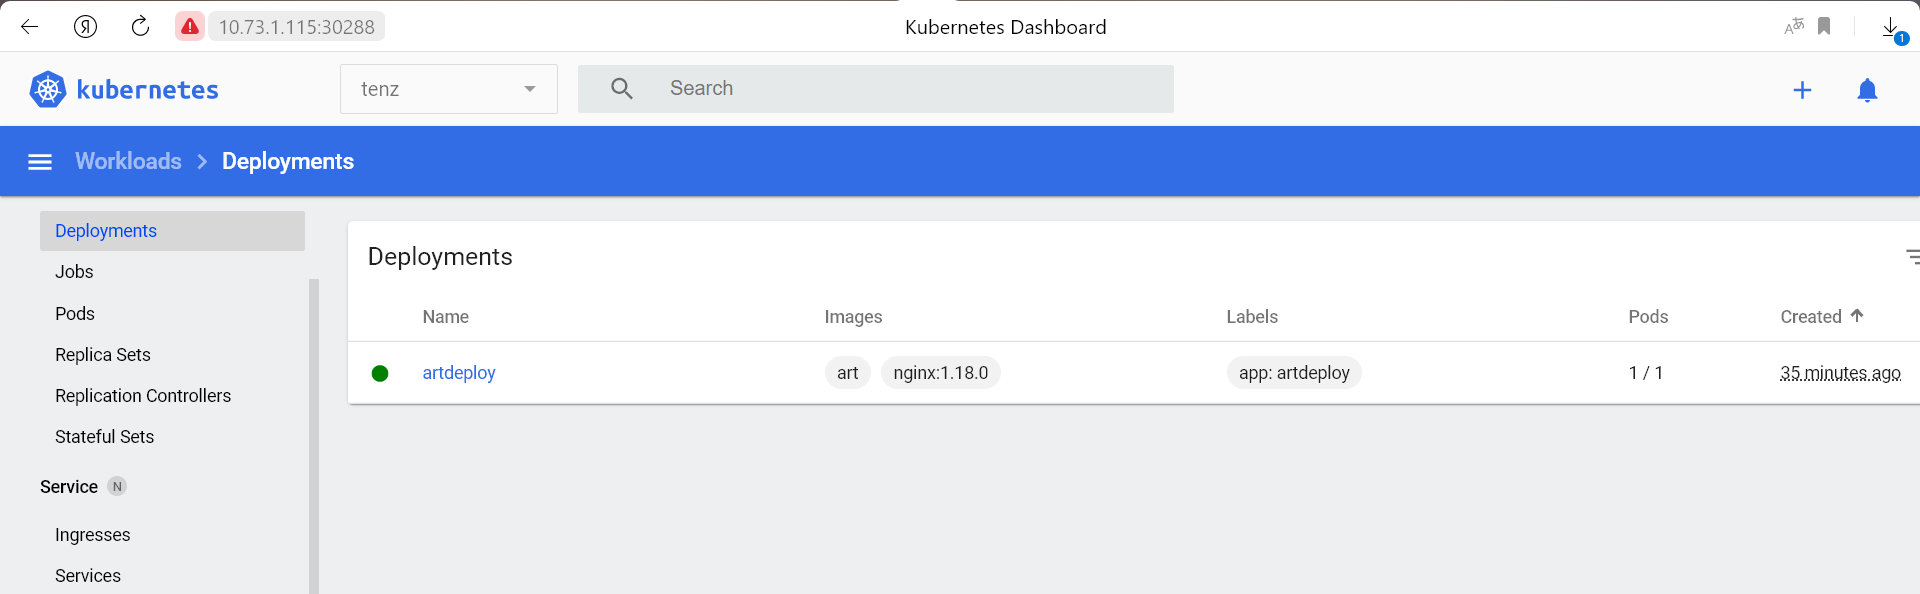 Я
10.73.1.115:30288
Kubernetes Dashboard
1
kubernetes
tenz
Search
Workloads
Deployments
Deployments
Jobs
Pods
Replica Sets
Replication Controllers
Stateful Sets
Service N
Ingresses
Services
Deployments
Name Images Labels Pods Created
artdeploy art nginx:1.18.0 app: artdeploy 1 / 1 35 minutes ago